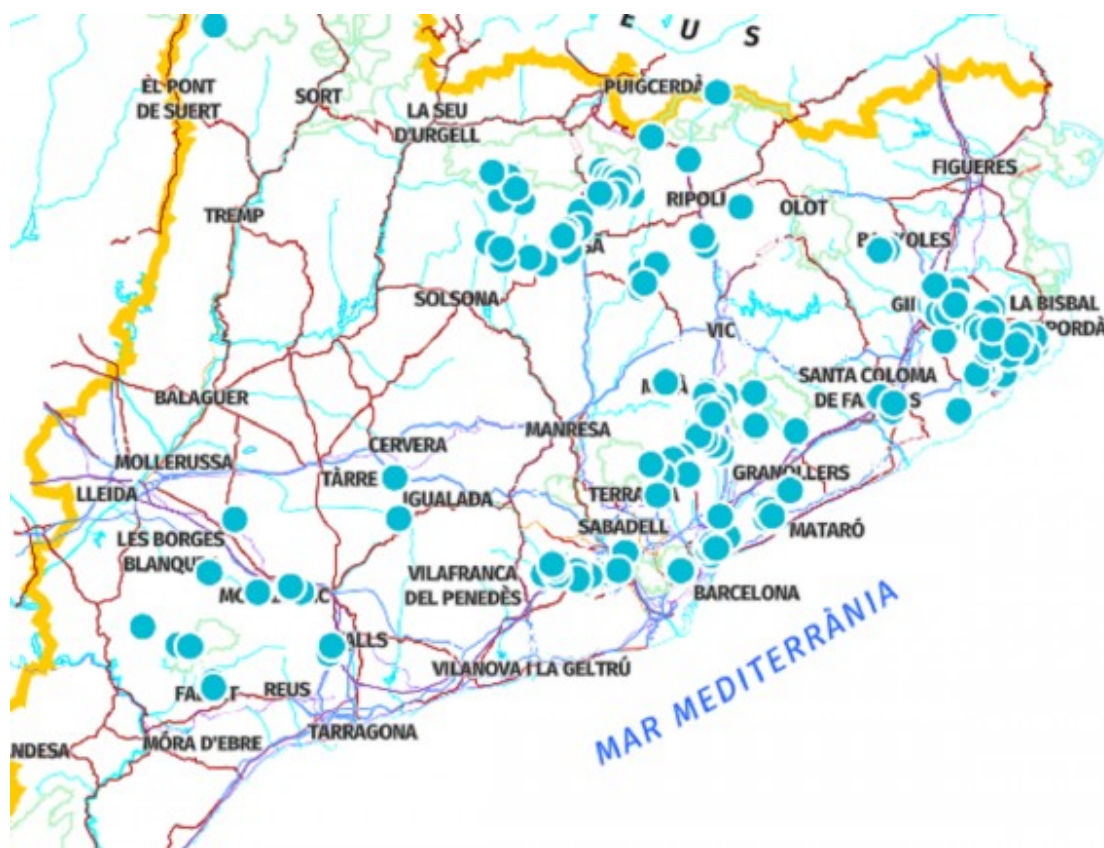 E U S
PUIGCERDÀ
EL PONT
DE SUERT
SORT
LA SEU
D'URGELL
FIGUERES
RIPOLL
OLOT
TREMP
SOLSONA
LA BISBAL
VIC
SANTA COLOMA
BALAGUER
MANRESA
CERVERA
MOLLERUSSA
TÀRRE
GRANOLLERS
LLEIDA
IGUALADA
SABADELL
MATARÓ
LES BORGES
VILAFRANCA
DEL PENEDÈS
BARCELONA
VILANOVA I LA GELTRÚ
REUS
TARRAGONA
MÓRA D'EBRE
NDESA
MAR MEDITERRÀNIA